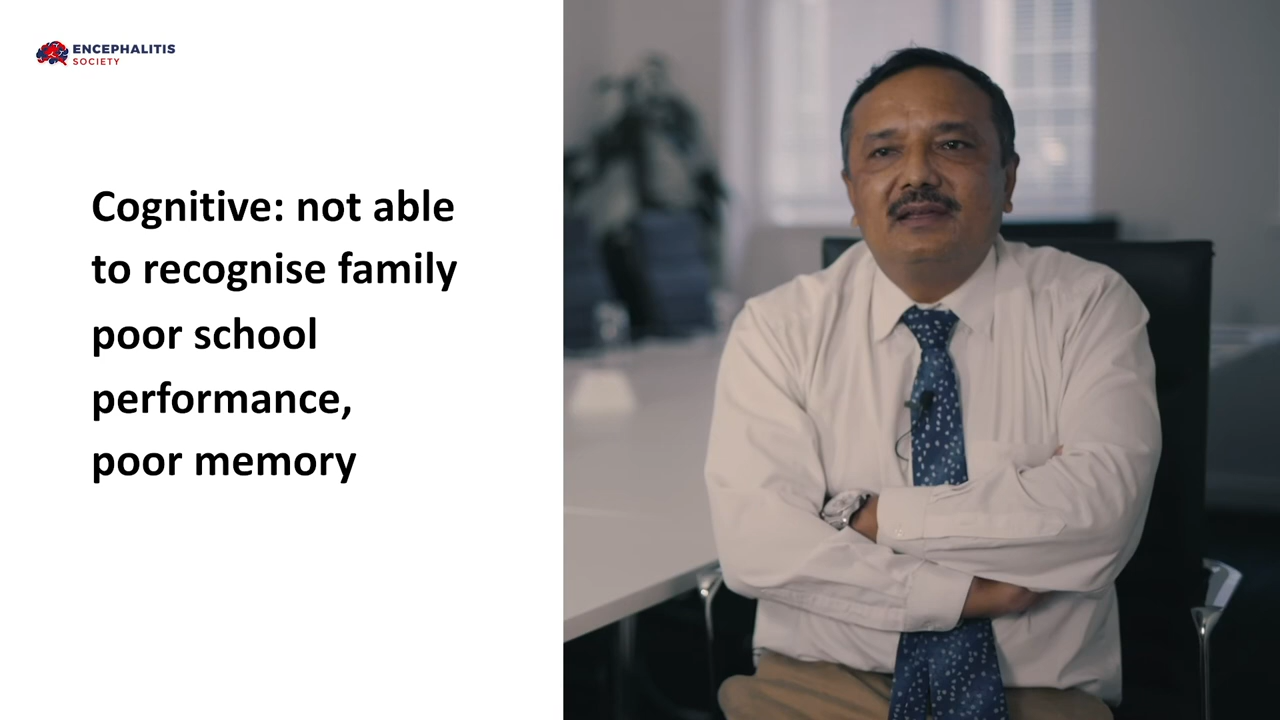 ENCEPHALITIS
SOCIETY
Cognitive: not able
to recognise family
poor school
performance,
poor memory